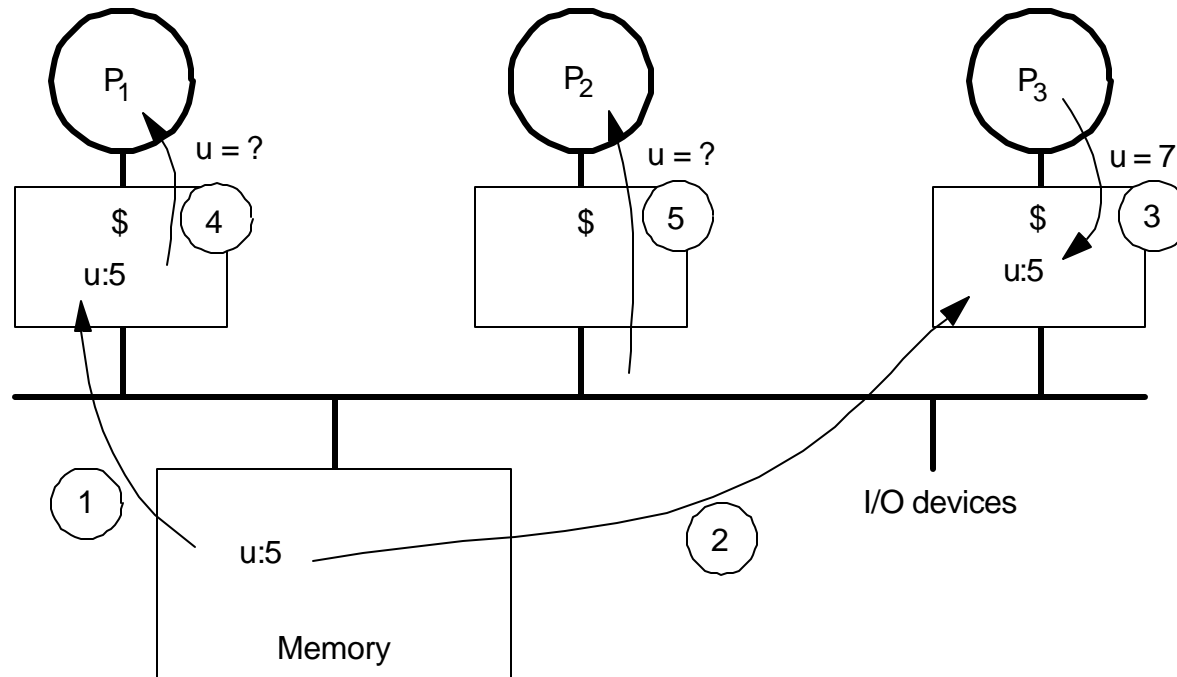 P1
P2
P3
u = ?
u = ?
u = 7
$
4
$
5
$
3
u:5
u:5
1
I/O devices
2
u:5
Memory